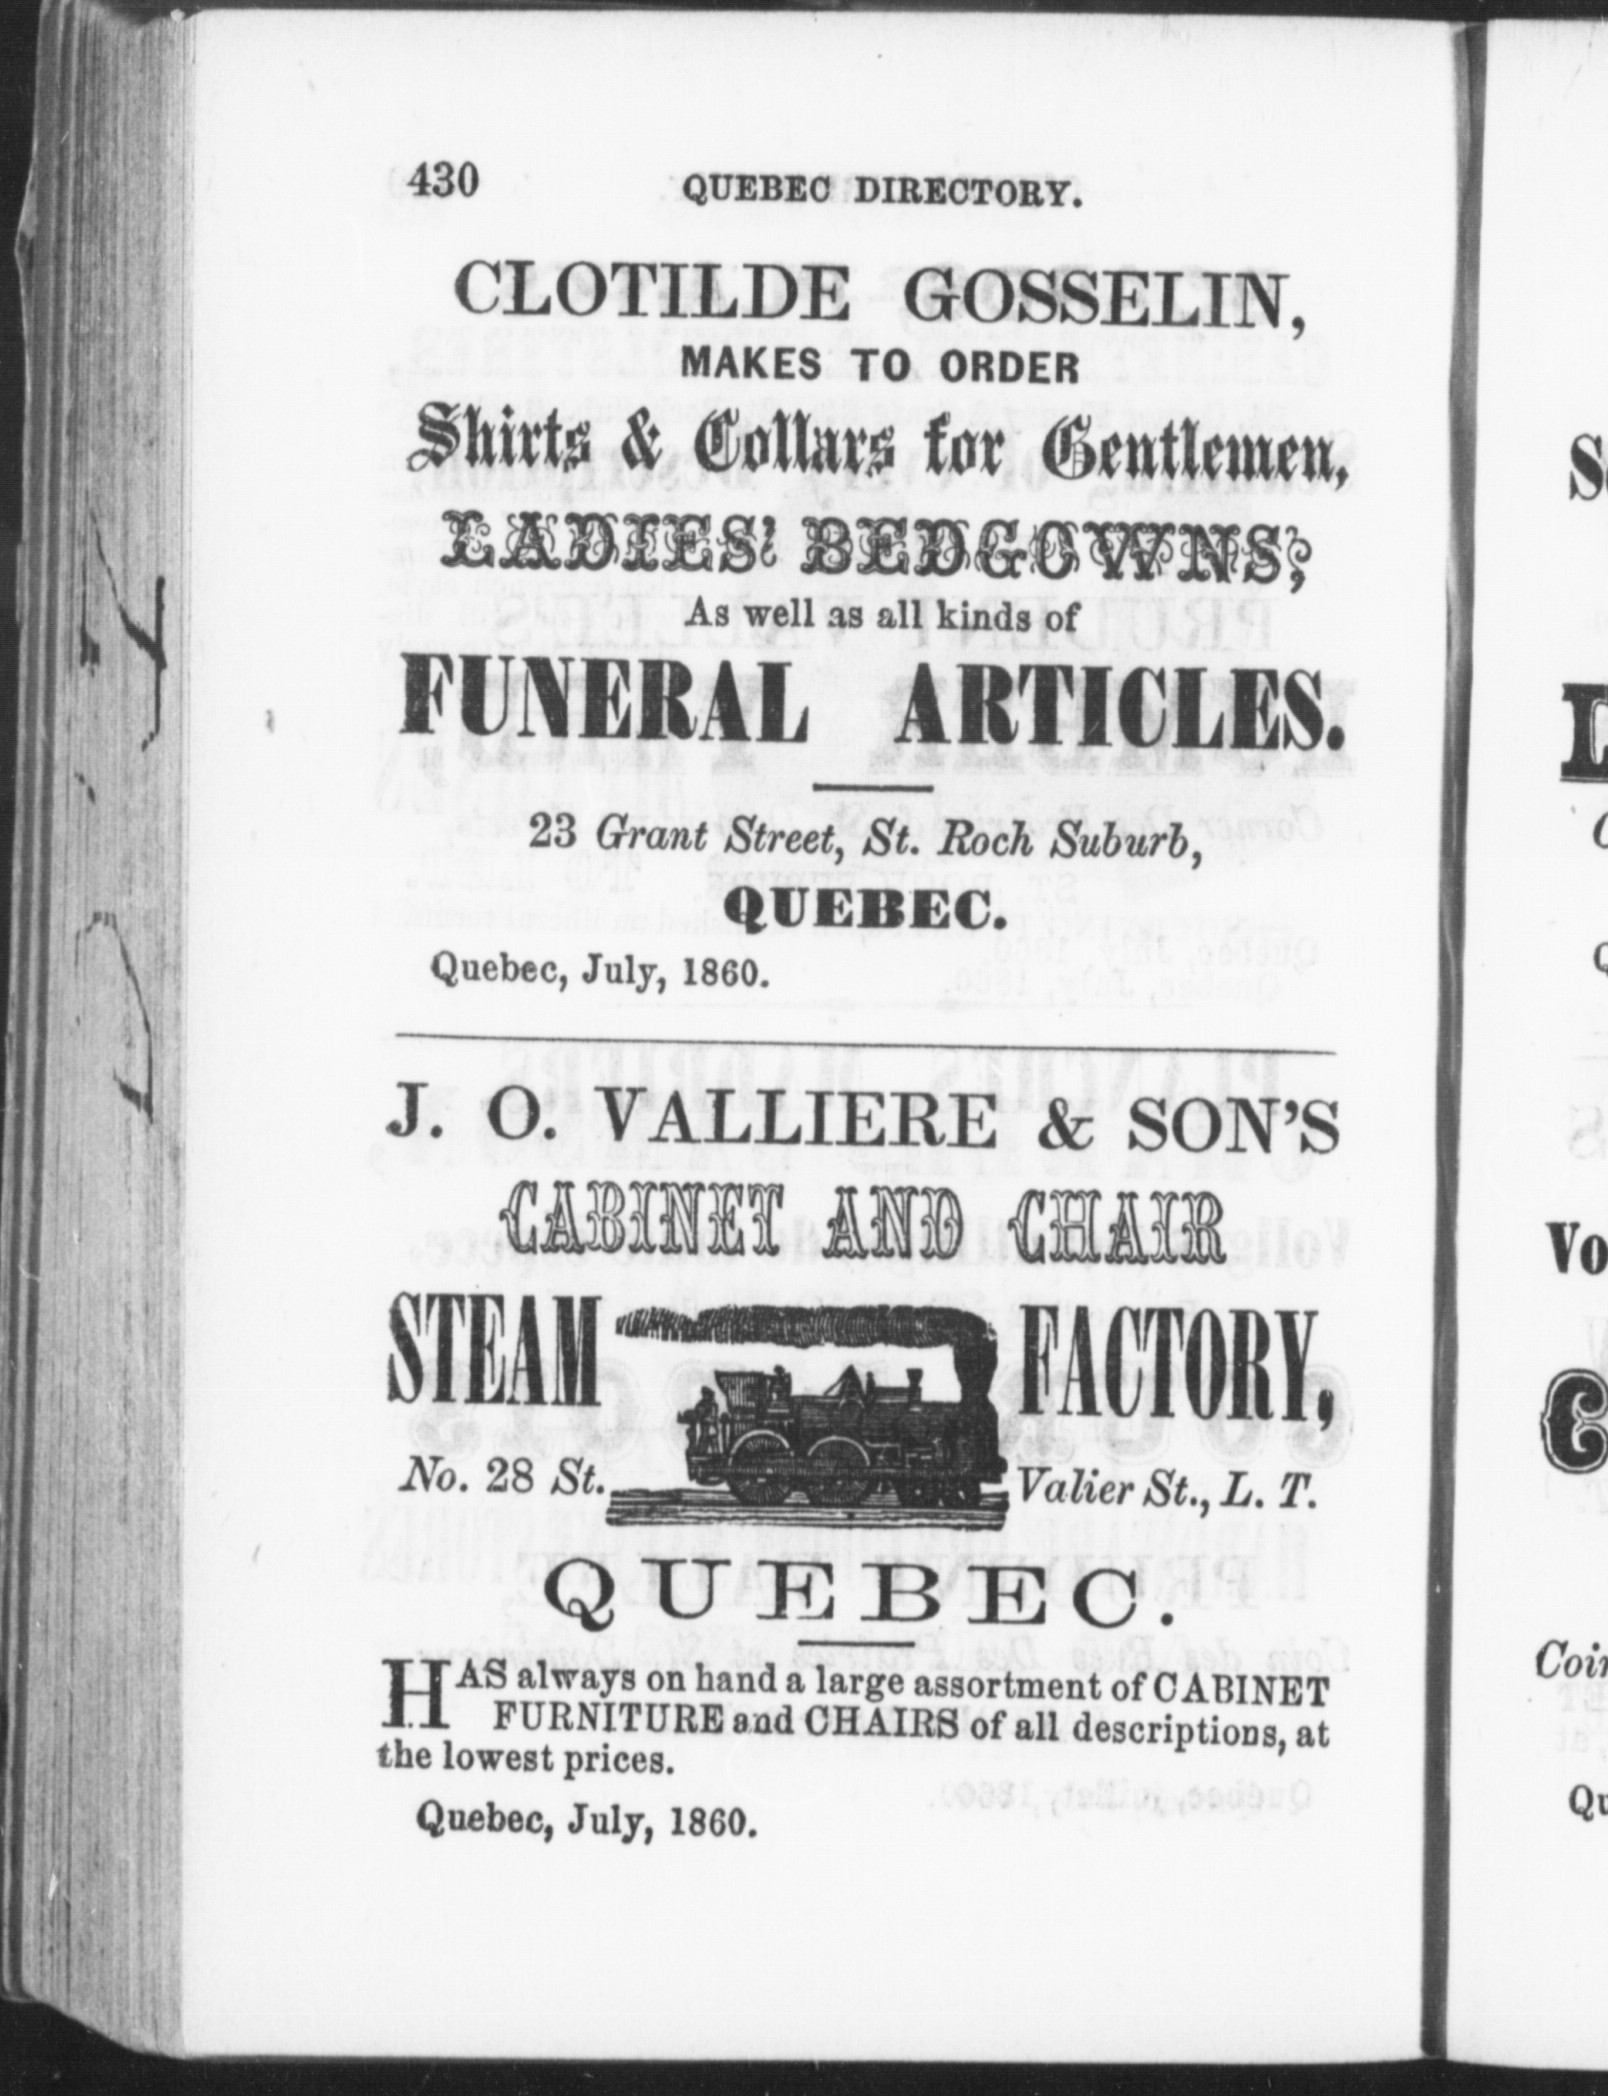 430 QUEBEC DIRECTORY.
CLOTILDE GOSSELIN,
MAKES TO ORDER
Shirts & Collars for Gentlemen,
LADIES' BEDGOWNS,
As well as all kinds of
FUNERAL ARTICLES.
23 Grant Street, St. Roch Suburb,
QUEBEC.
Quebec, July, 1860.
J. O. VALLIERE & SON'S
CABINET AND CHAIR
STEAM FACTORY,
No. 28 St. Valier St., L. T.
QUEBEC.
HAS always on hand a large assortment of CABINET
FURNITURE and CHAIRS of all descriptions, at
the lowest prices.
Quebec, July, 1860.